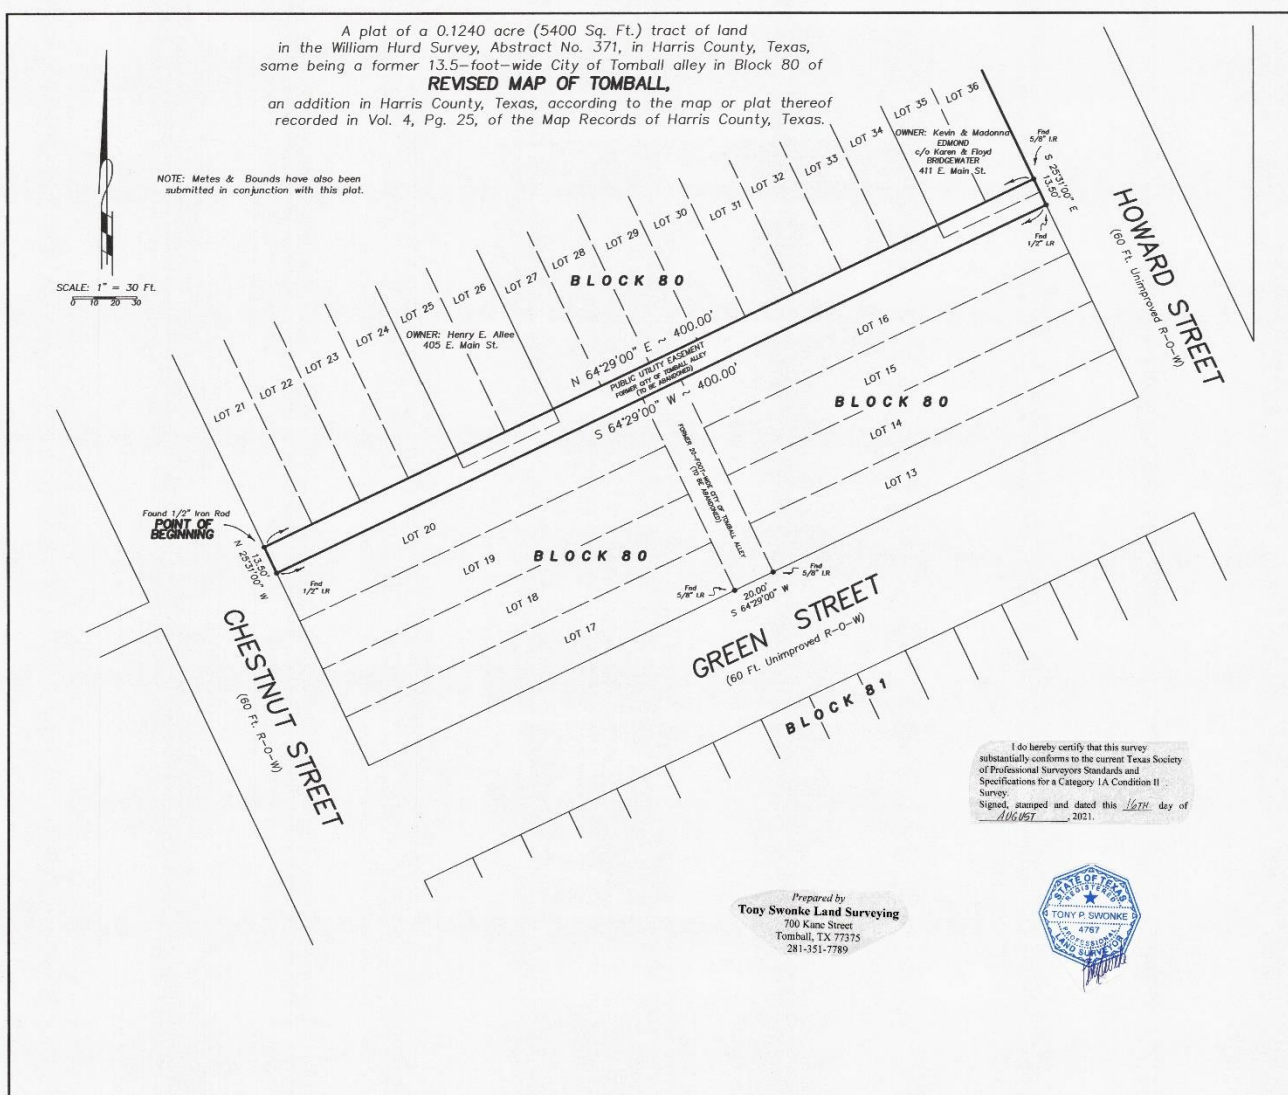 A plat of a 0.1240 acre (5400 Sq. Ft.) tract of land
in the William Hurd Survey, Abstract No. 371, in Harris County, Texas,
same being a former 13.5-foot-wide City of Tomball alley in Block 80 of
REVISED MAP OF TOMBALL,
an addition in Harris County, Texas, according to the map or plat thereof
recorded in Vol. 4, Pg. 25, of the Map Records of Harris County, Texas.
NOTE: Metes & Bounds have also been
submitted in conjunction with this plat.
SCALE: 1" = 30 Ft.
0 10 20 30
LOT 21
LOT 22
LOT 23
LOT 24
LOT 25
LOT 26
LOT 27
LOT 28
LOT 29
LOT 30
LOT 31
LOT 32
LOT 33
LOT 34
LOT 35
LOT 36
OWNER: Kevin & Madonna
EDMOND
c/o Karen & Floyd
BRIDGEWATER
411 E. Main St.
Fnd
5/8" I.R
S 25°31'00" E
13.50'
Fnd
1/2" I.R
HOWARD STREET
(60 Ft. Unimproved R-O-W)
BLOCK 80
OWNER: Henry E. Allee
405 E. Main St.
N 64°29'00" E ~ 400.00'
PUBLIC UTILITY EASEMENT
FORMER CITY OF TOMBALL ALLEY
(TO BE ABANDONED)
S 64°29'00" W ~ 400.00'
LOT 16
LOT 15
BLOCK 80
LOT 14
LOT 13
FORMER 20-FOOT-WIDE CITY OF TOMBALL ALLEY
(TO BE ABANDONED)
Found 1/2" Iron Rod
POINT OF
BEGINNING
13.50'
N 25°31'00" W
Fnd
1/2" I.R
LOT 20
LOT 19
BLOCK 80
LOT 18
LOT 17
Fnd
5/8" I.R
Fnd
5/8" I.R
20.00'
S 64°29'00" W
GREEN STREET
(60 Ft. Unimproved R-O-W)
CHESTNUT STREET
(60 Ft. R-O-W)
BLOCK 81
I do hereby certify that this survey
substantially conforms to the current Texas Society
of Professional Surveyors Standards and
Specifications for a Category 1A Condition II
Survey.
Signed, stamped and dated this 16TH day of
AUGUST, 2021.
Prepared by
Tony Swonke Land Surveying
700 Kane Street
Tomball, TX 77375
281-351-7789
STATE OF TEXAS
REGISTERED
TONY P. SWONKE
4767
PROFESSIONAL
LAND SURVEYOR